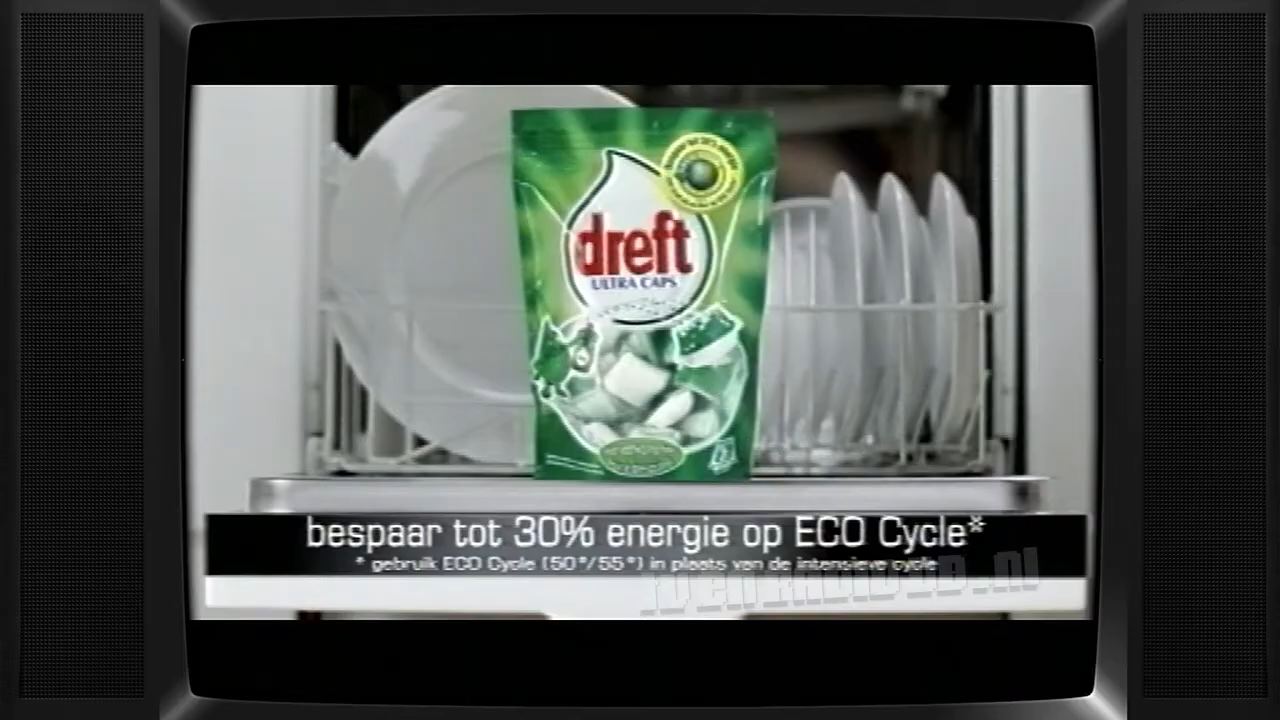 dreft
ULTRA CAPS
bespaar tot 30% energie op ECO Cycle*
* gebruik ECO Cycle (50°/55°) in plaats van de intensieve cycle